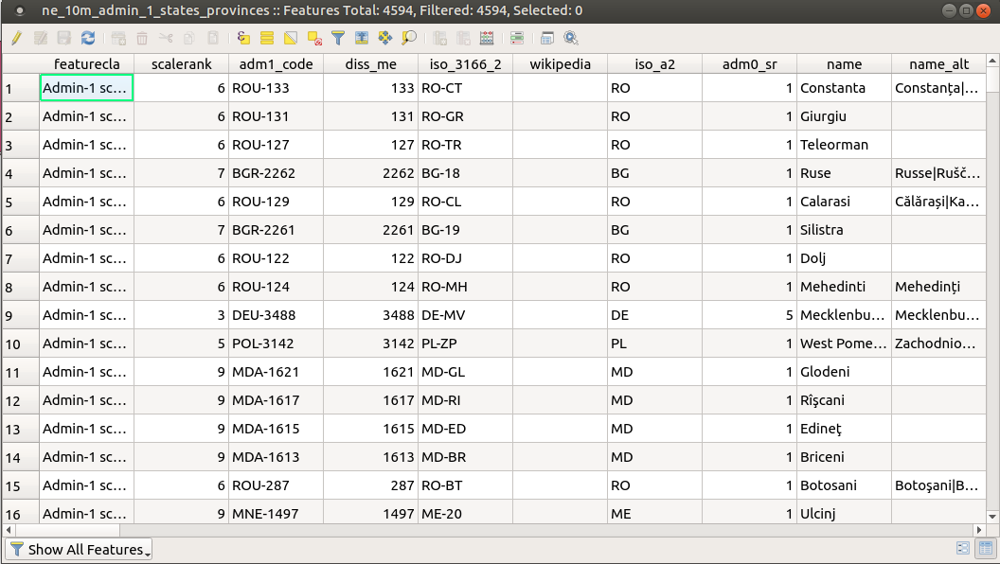 ne_10m_admin_1_states_provinces :: Features Total: 4594, Filtered: 4594, Selected: 0
featurecla scalerank adm1_code diss_me iso_3166_2 wikipedia iso_a2 adm0_sr name name_alt
1 Admin-1 sc... 6 ROU-133 133 RO-CT RO 1 Constanta Constanța|...
2 Admin-1 sc... 6 ROU-131 131 RO-GR RO 1 Giurgiu
3 Admin-1 sc... 6 ROU-127 127 RO-TR RO 1 Teleorman
4 Admin-1 sc... 7 BGR-2262 2262 BG-18 BG 1 Ruse Russe|Rušč...
5 Admin-1 sc... 6 ROU-129 129 RO-CL RO 1 Calarasi Călărași|Ka...
6 Admin-1 sc... 7 BGR-2261 2261 BG-19 BG 1 Silistra
7 Admin-1 sc... 6 ROU-122 122 RO-DJ RO 1 Dolj
8 Admin-1 sc... 6 ROU-124 124 RO-MH RO 1 Mehedinti Mehedinți
9 Admin-1 sc... 3 DEU-3488 3488 DE-MV DE 5 Mecklenbu... Mecklenbu...
10 Admin-1 sc... 5 POL-3142 3142 PL-ZP PL 1 West Pome... Zachodnio...
11 Admin-1 sc... 9 MDA-1621 1621 MD-GL MD 1 Glodeni
12 Admin-1 sc... 9 MDA-1617 1617 MD-RI MD 1 Rîşcani
13 Admin-1 sc... 9 MDA-1615 1615 MD-ED MD 1 Edineţ
14 Admin-1 sc... 9 MDA-1613 1613 MD-BR MD 1 Briceni
15 Admin-1 sc... 6 ROU-287 287 RO-BT RO 1 Botosani Botoşani|B...
16 Admin-1 sc... 9 MNE-1497 1497 ME-20 ME 1 Ulcinj
Show All Features